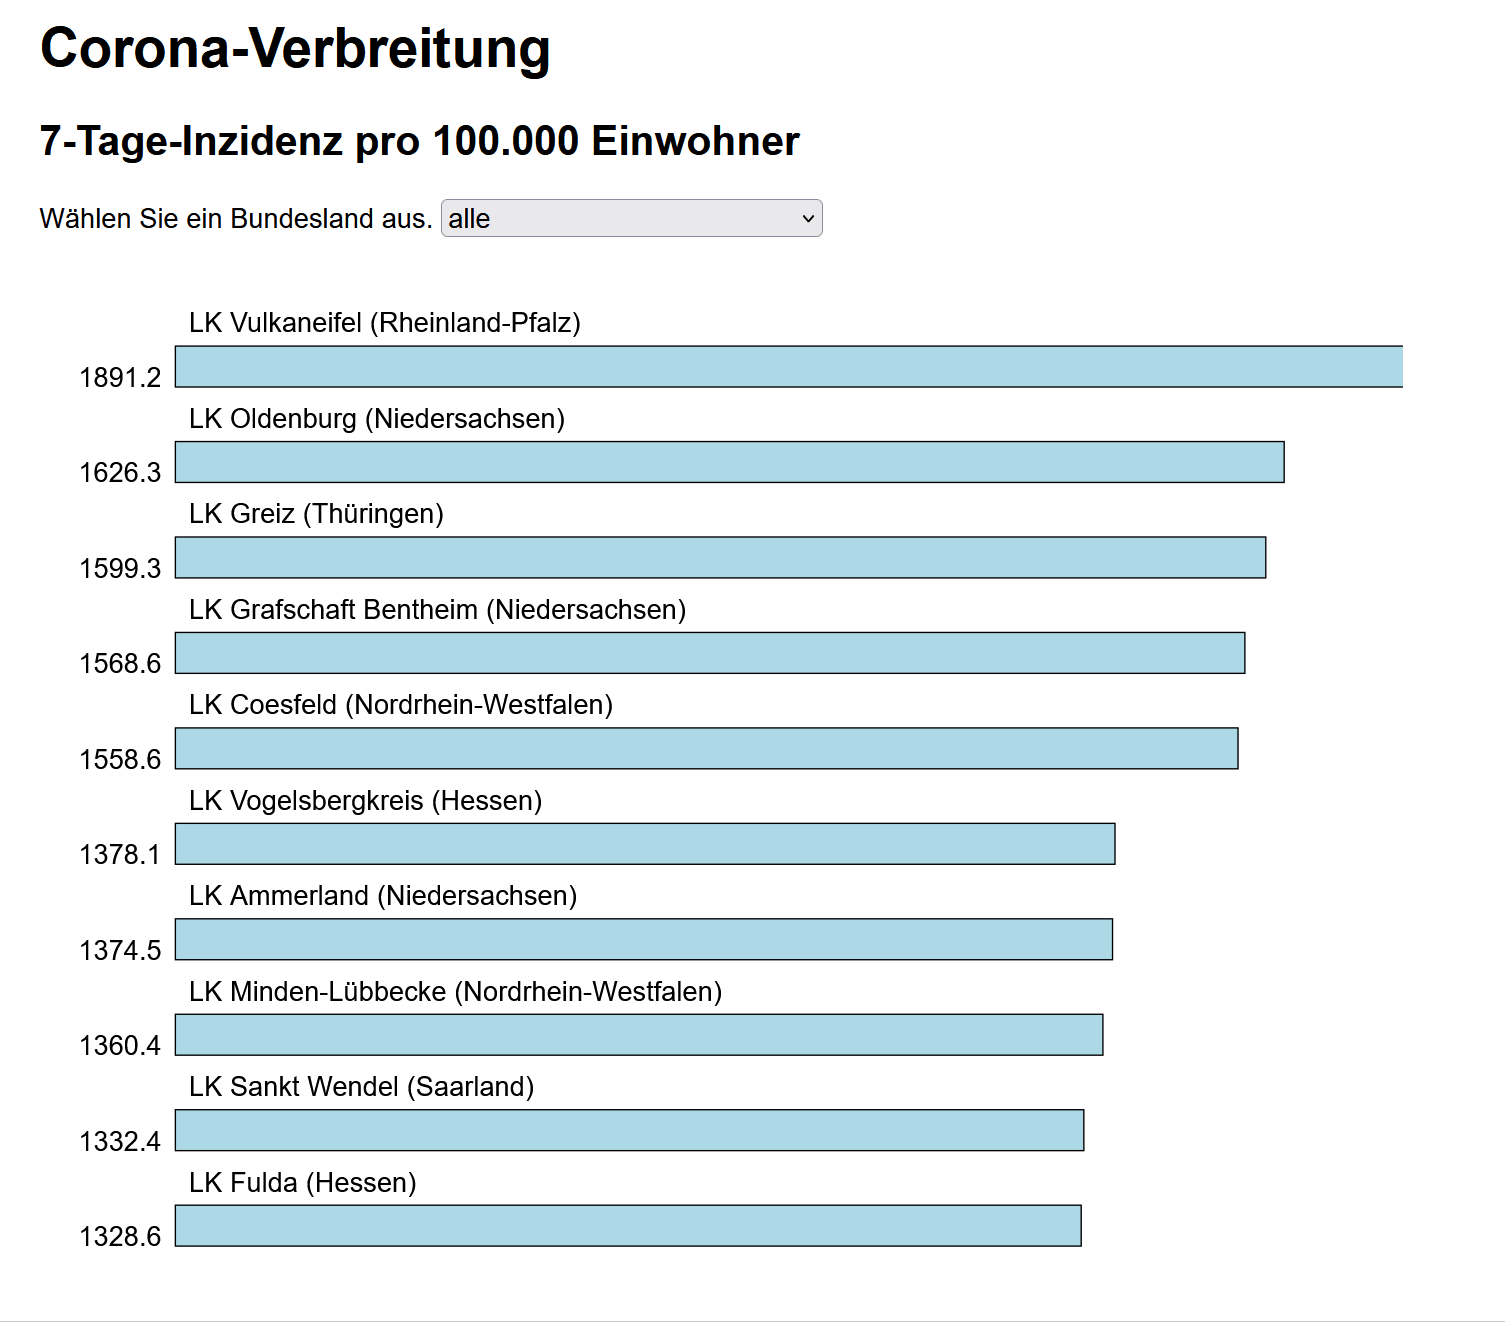 Corona-Verbreitung
7-Tage-Inzidenz pro 100.000 Einwohner
Wählen Sie ein Bundesland aus. alle
LK Vulkaneifel (Rheinland-Pfalz)
1891.2
LK Oldenburg (Niedersachsen)
1626.3
LK Greiz (Thüringen)
1599.3
LK Grafschaft Bentheim (Niedersachsen)
1568.6
LK Coesfeld (Nordrhein-Westfalen)
1558.6
LK Vogelsbergkreis (Hessen)
1378.1
LK Ammerland (Niedersachsen)
1374.5
LK Minden-Lübbecke (Nordrhein-Westfalen)
1360.4
LK Sankt Wendel (Saarland)
1332.4
LK Fulda (Hessen)
1328.6